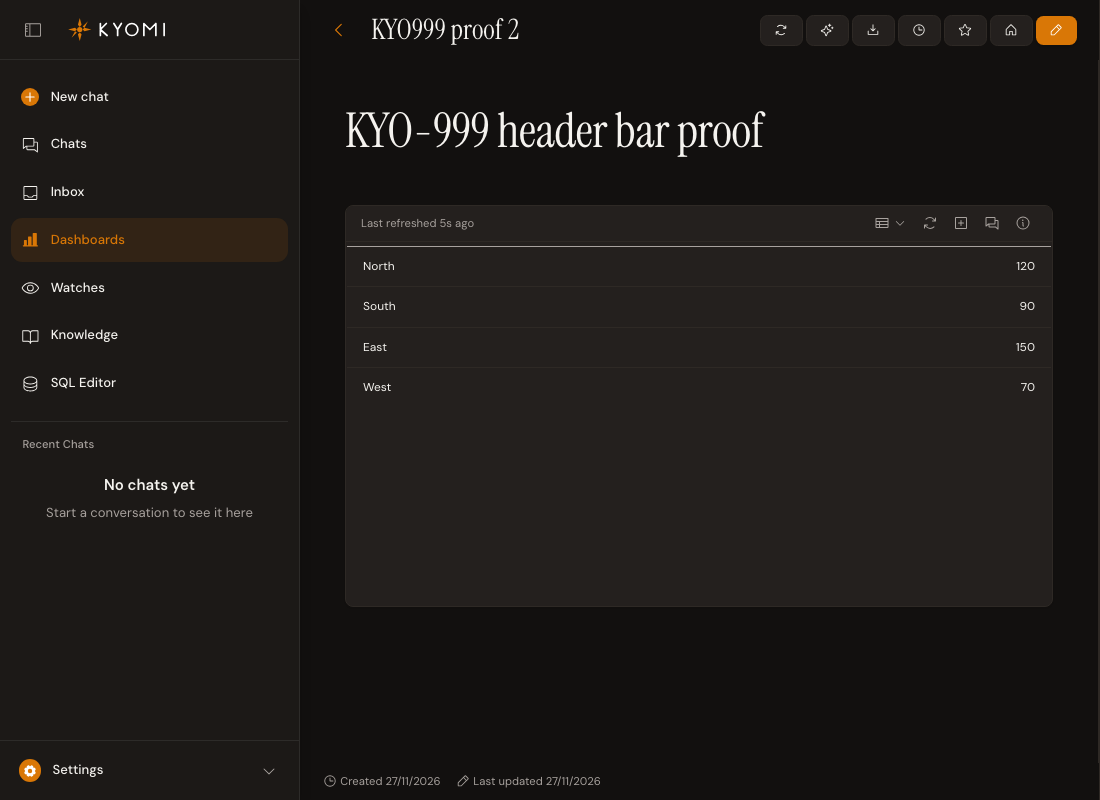 KYOMI
New chat
Chats
Inbox
Dashboards
Watches
Knowledge
SQL Editor
Recent Chats
No chats yet
Start a conversation to see it here
Settings
KYO999 proof 2
KYO-999 header bar proof
Last refreshed 5s ago
North 120
South 90
East 150
West 70
Created 27/11/2026 Last updated 27/11/2026